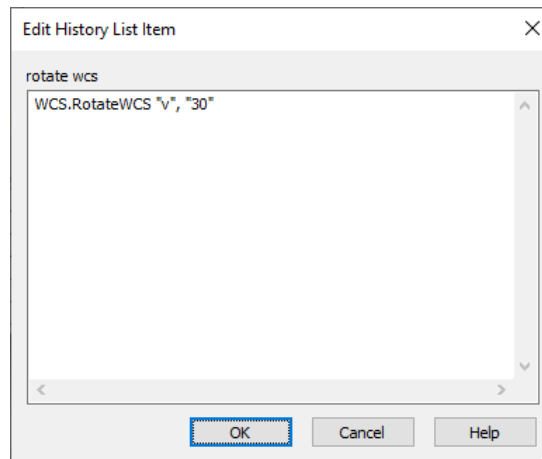 Edit History List Item
rotate wcs
WCS.RotateWCS "v", "30"
OK Cancel Help